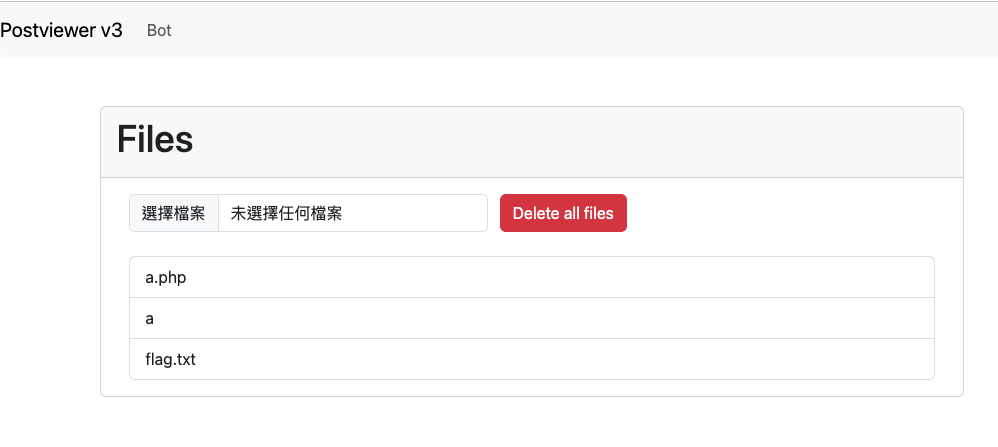 Postviewer v3 Bot
Files
選擇檔案 未選擇任何檔案 Delete all files
a.php
a
flag.txt